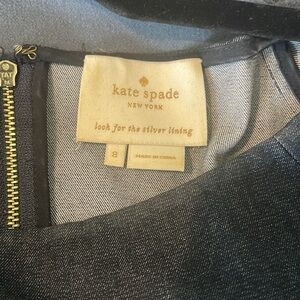 kate spade
NEW YORK
look for the silver lining
8
MADE IN CHINA